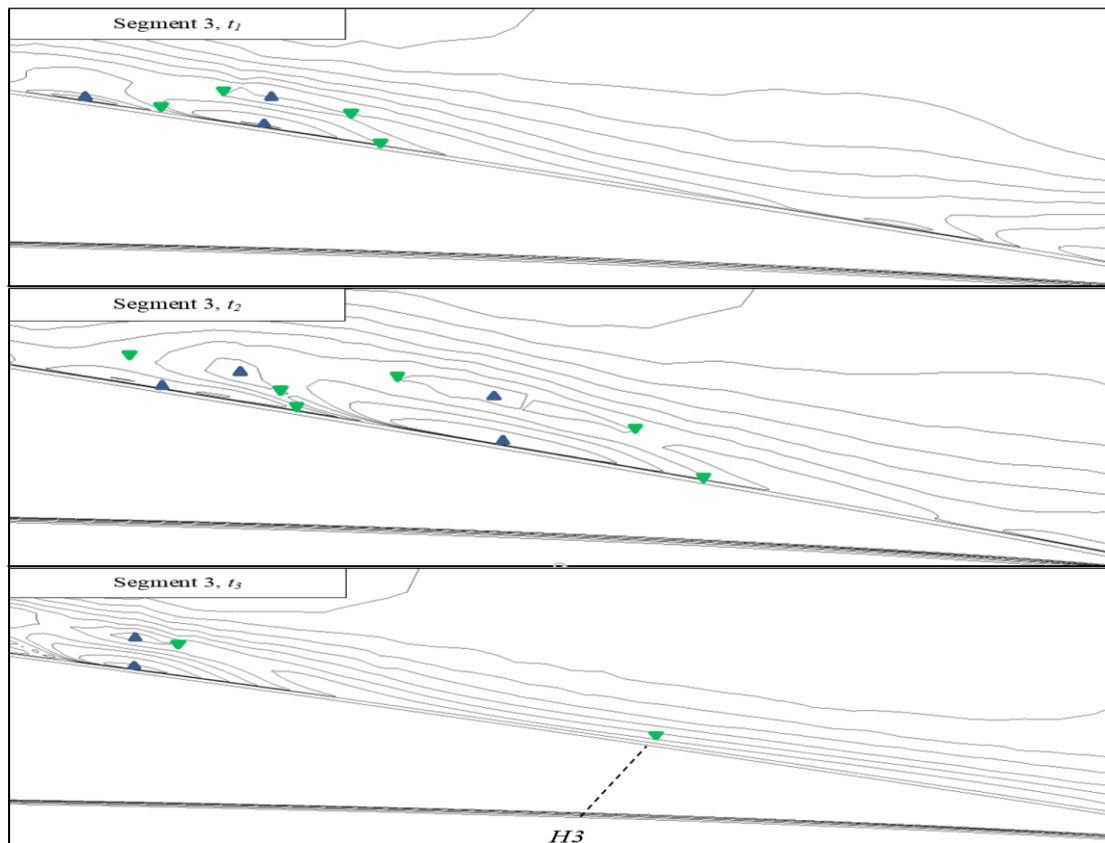 Segment 3, t₁
Segment 3, t₂
Segment 3, t₃
H3